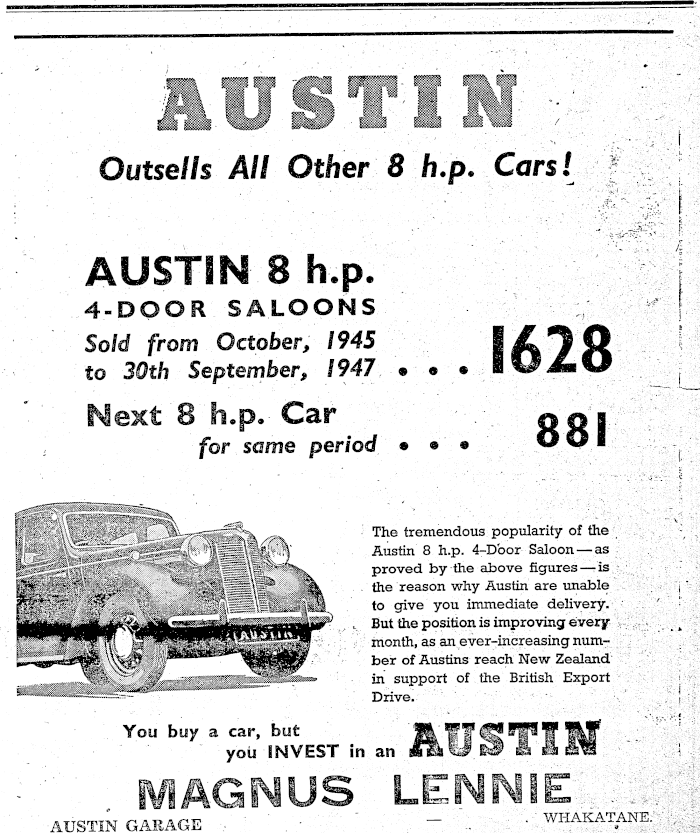 AUSTIN
Outsells All Other 8 h.p. Cars!
AUSTIN 8 h.p.
4-DOOR SALOONS
Sold from October, 1945
to 30th September, 1947 . . . 1628
Next 8 h.p. Car
for same period . . . 881
The tremendous popularity of the
Austin 8 h.p. 4-Door Saloon—as
proved by the above figures—is
the reason why Austin are unable
to give you immediate delivery.
But the position is improving every
month, as an ever-increasing num-
ber of Austins reach New Zealand
in support of the British Export
Drive.
AUSTIN
You buy a car, but
you INVEST in an AUSTIN
MAGNUS LENNIE
AUSTIN GARAGE — WHAKATANE.